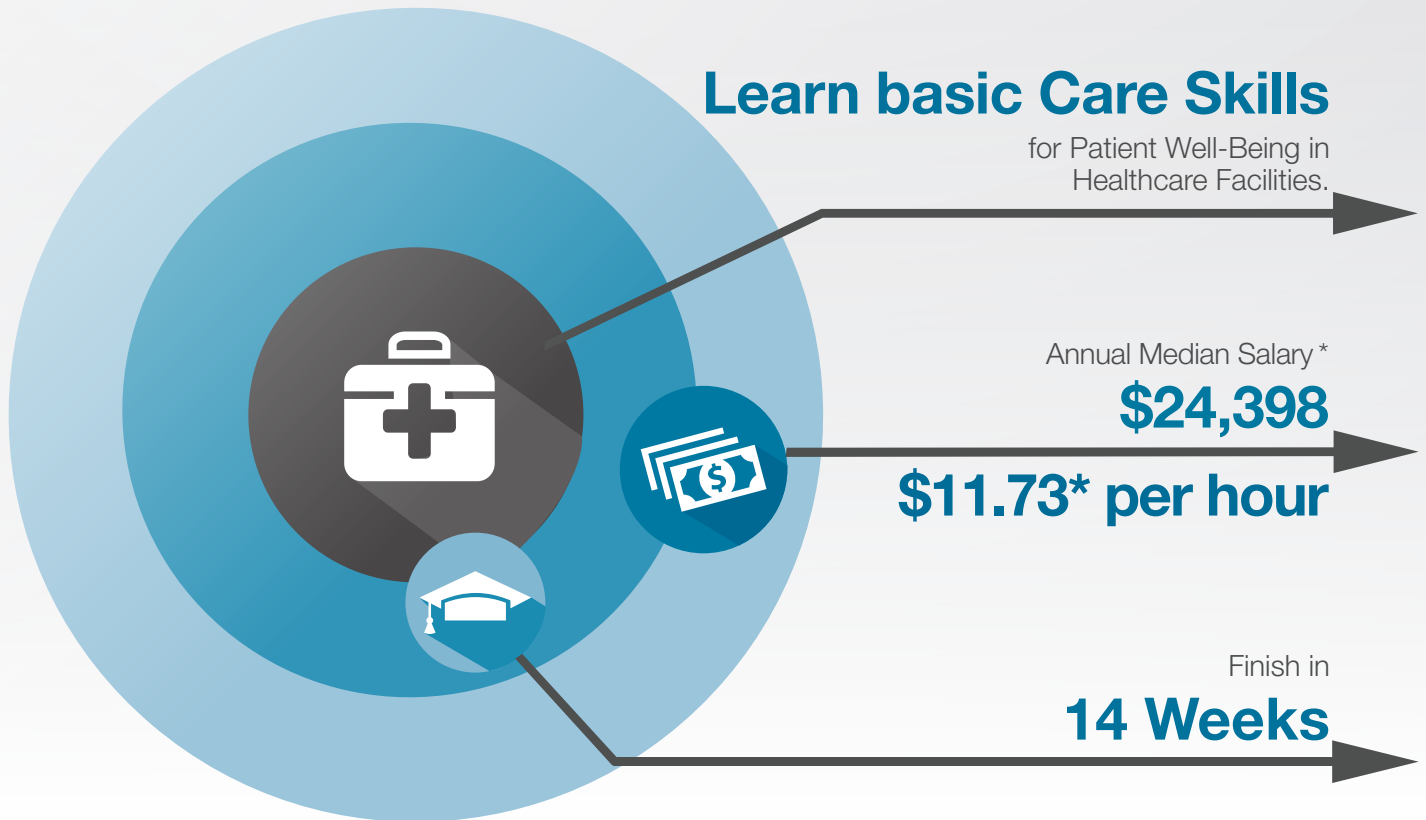 Learn basic Care Skills
for Patient Well-Being in
Healthcare Facilities.
Annual Median Salary *
$24,398
$11.73* per hour
Finish in
14 Weeks